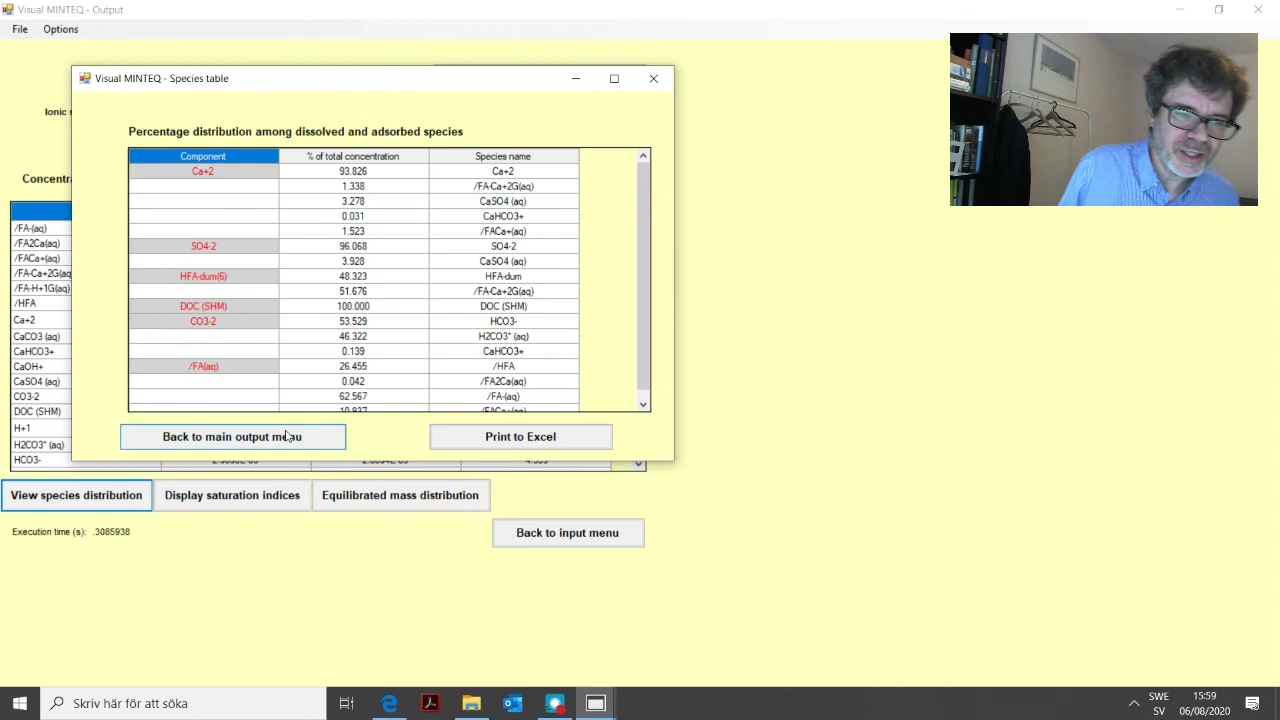 Visual MINTEQ - Output
File Options
Visual MINTEQ - Species table
Ionic s
Percentage distribution among dissolved and adsorbed species
Component % of total concentration Species name
Ca+2 93.826 Ca+2
1.338 /FA-Ca+2G(aq)
3.278 CaSO4 (aq)
0.031 CaHCO3+
1.523 /FACa+(aq)
SO4-2 96.068 SO4-2
3.928 CaSO4 (aq)
HFA-dum(6) 48.323 HFA-dum
51.676 /FA-Ca+2G(aq)
DOC (SHM) 100.000 DOC (SHM)
CO3-2 53.529 HCO3-
46.322 H2CO3* (aq)
0.139 CaHCO3+
/FA(aq) 26.455 /HFA
0.042 /FA2Ca(aq)
62.567 /FA-(aq)
10.937 /FACa+(aq)
Back to main output menu Print to Excel
Concentra
/FA-(aq)
/FA2Ca(aq)
/FACa+(aq)
/FA-Ca+2G(aq
/FA-H+1G(aq)
/HFA
Ca+2
CaCO3 (aq)
CaHCO3+
CaOH+
CaSO4 (aq)
CO3-2
DOC (SHM)
H+1
H2CO3* (aq)
HCO3-
View species distribution Display saturation indices Equilibrated mass distribution
Execution time (s): .3085938
Back to input menu
Skriv här för att söka
SWE 15:59
SV 06/08/2020